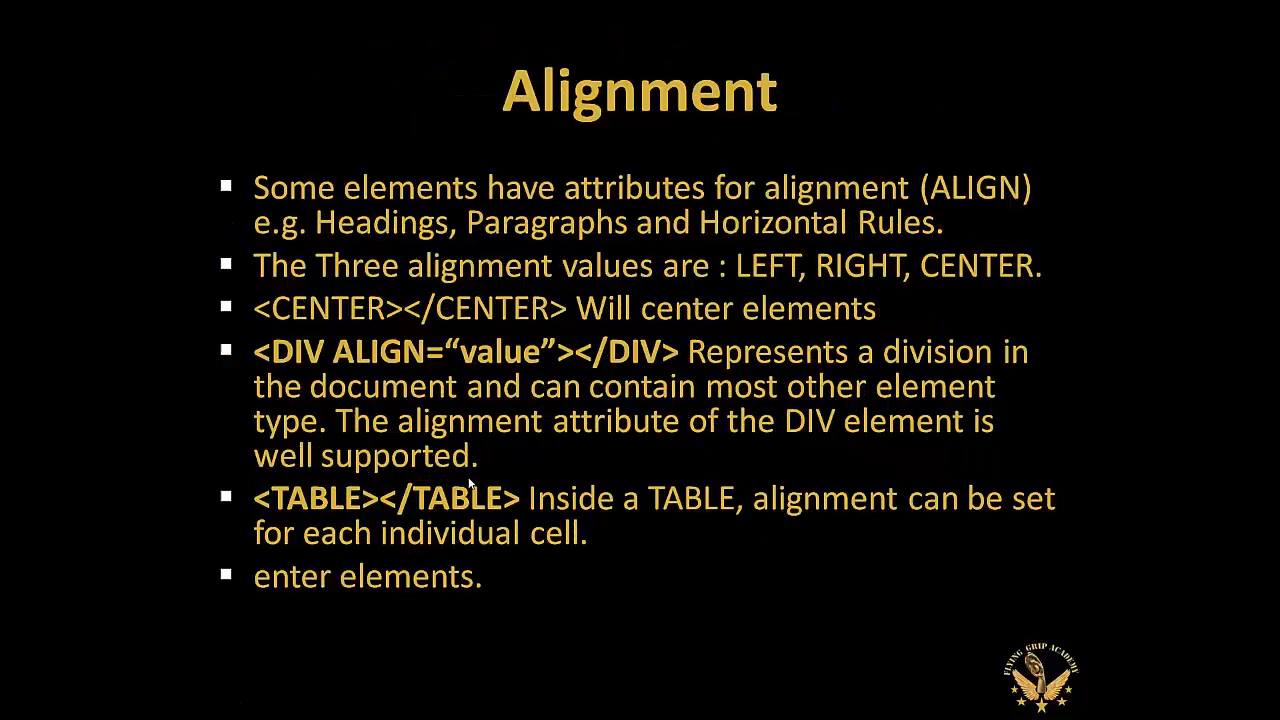 Alignment
▪ Some elements have attributes for alignment (ALIGN)
e.g. Headings, Paragraphs and Horizontal Rules.
▪ The Three alignment values are : LEFT, RIGHT, CENTER.
▪ <CENTER></CENTER> Will center elements
▪ <DIV ALIGN=“value”></DIV> Represents a division in
the document and can contain most other element
type. The alignment attribute of the DIV element is
well supported.
▪ <TABLE></TABLE> Inside a TABLE, alignment can be set
for each individual cell.
▪ enter elements.
FLYING GRIP ACADEMY